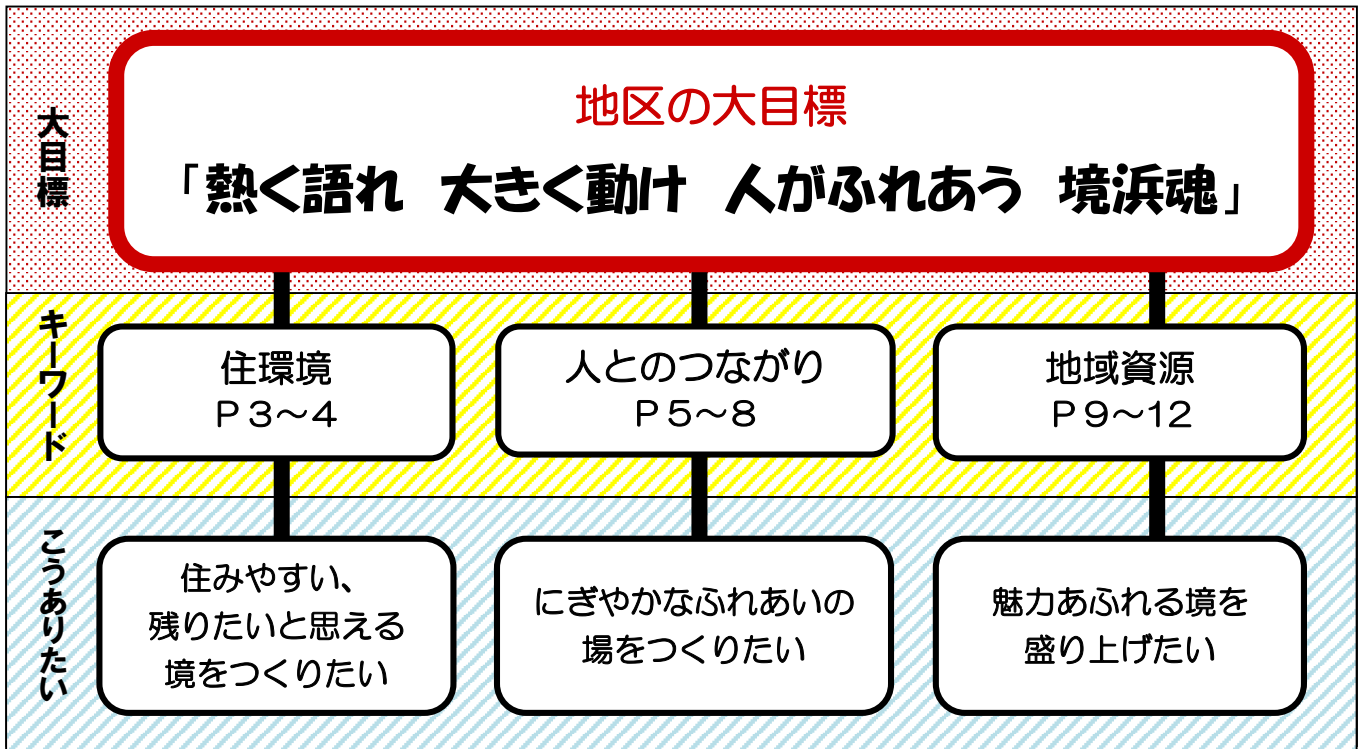 大目標
地区の大目標
「熱く語れ　大きく動け　人がふれあう　境浜魂」
キーワード
住環境
Ｐ３～４
人とのつながり
Ｐ５～８
地域資源
Ｐ９～12
こうありたい
住みやすい、
残りたいと思える
境をつくりたい
にぎやかなふれあいの
場をつくりたい
魅力あふれる境を
盛り上げたい